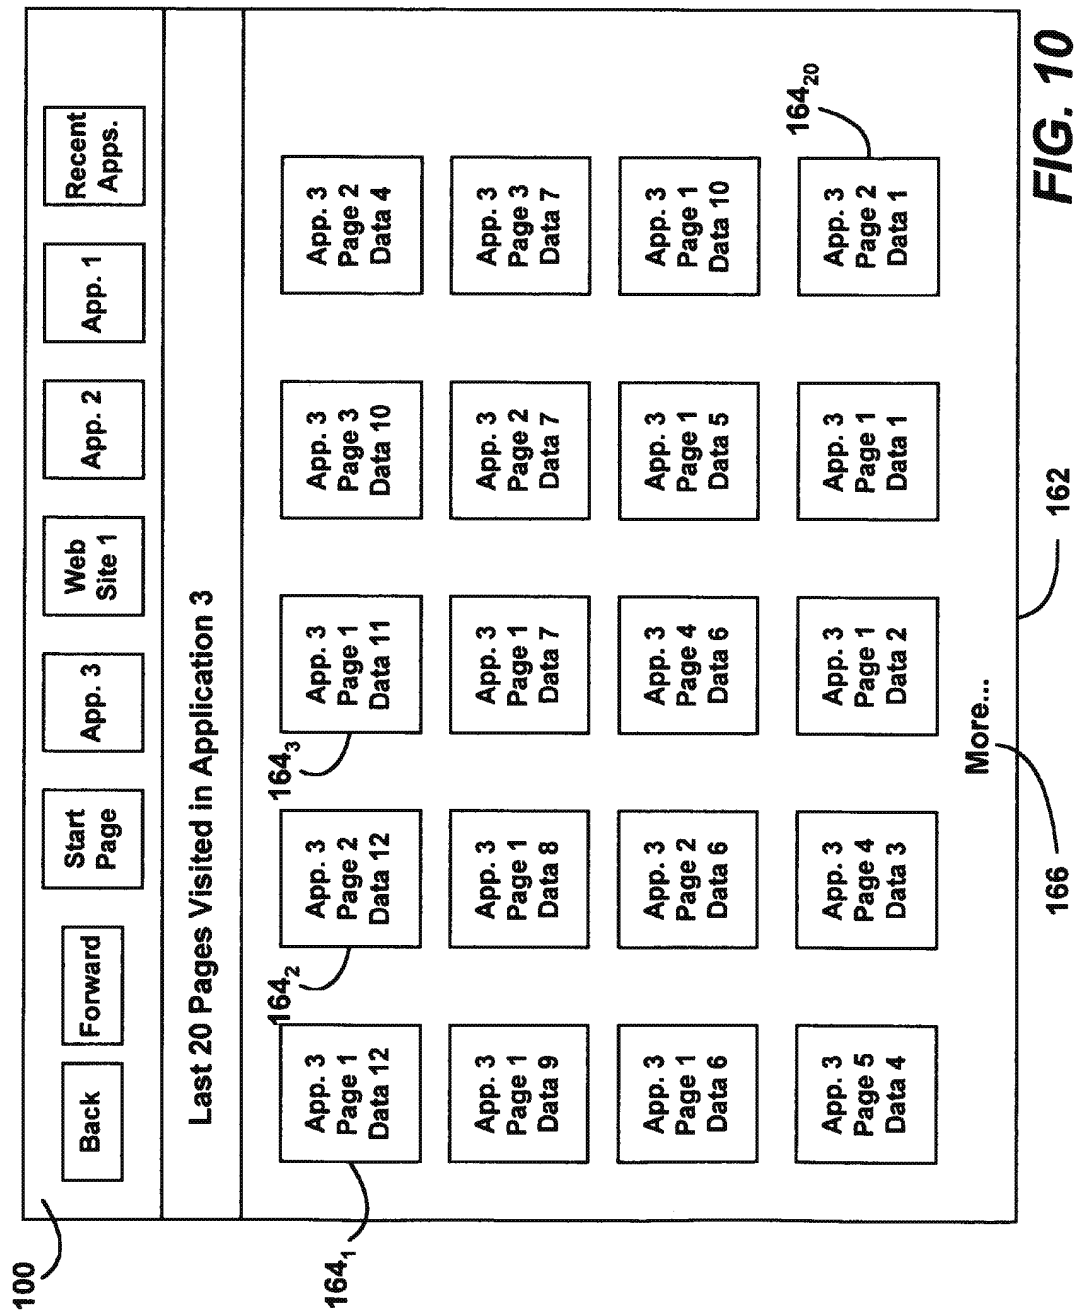 100
Back
Forward
Start
Page
App. 3
Web
Site 1
App. 2
App. 1
Recent
Apps.
Last 20 Pages Visited in Application 3
164₁
164₂
164₃
App. 3
Page 1
Data 12
App. 3
Page 2
Data 12
App. 3
Page 1
Data 11
App. 3
Page 3
Data 10
App. 3
Page 2
Data 4
App. 3
Page 1
Data 9
App. 3
Page 1
Data 8
App. 3
Page 1
Data 7
App. 3
Page 2
Data 7
App. 3
Page 3
Data 7
App. 3
Page 1
Data 6
App. 3
Page 2
Data 6
App. 3
Page 4
Data 6
App. 3
Page 1
Data 5
App. 3
Page 1
Data 10
164₂₀
App. 3
Page 5
Data 4
App. 3
Page 4
Data 3
App. 3
Page 1
Data 2
App. 3
Page 1
Data 1
App. 3
Page 2
Data 1
More...
166
162
FIG. 10